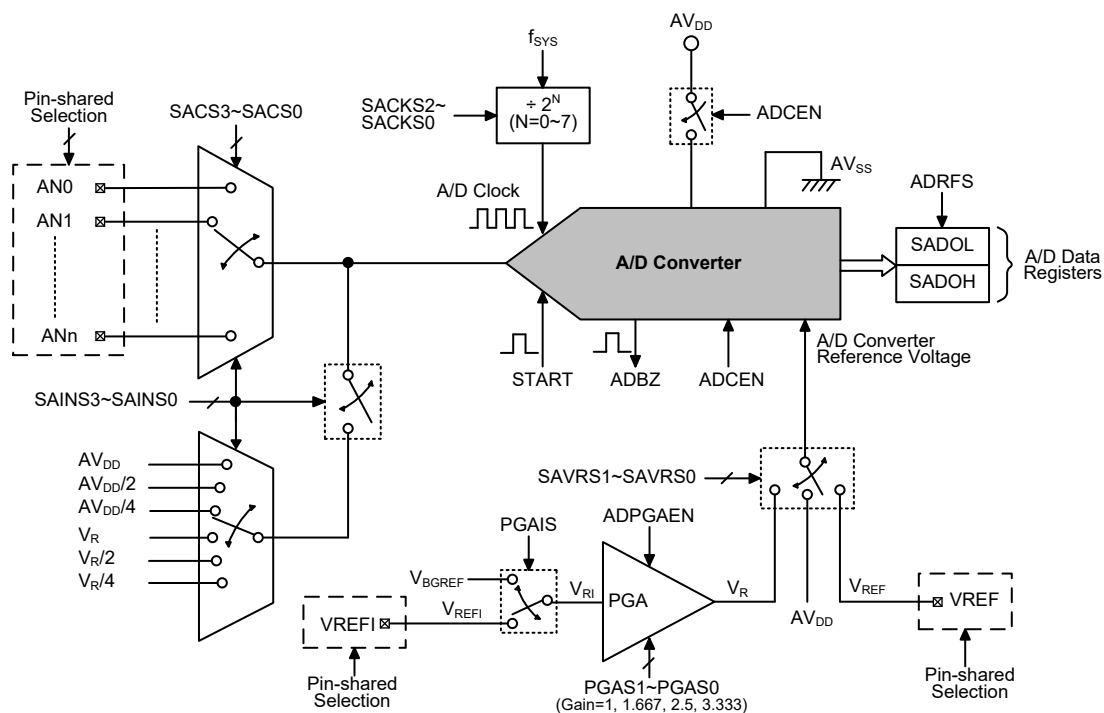 AVDD
fSYS
Pin-shared
Selection
SACS3~SACS0
SACKS2~
SACKS0
÷ 2N
(N=0~7)
ADCEN
AN0
AN1
ANn
A/D Clock
AVSS
ADRFS
A/D Converter
SADOL
SADOH
A/D Data
Registers
START
ADBZ
ADCEN
A/D Converter
Reference Voltage
SAINS3~SAINS0
AVDD
AVDD/2
AVDD/4
VR
VR/2
VR/4
SAVRS1~SAVRS0
PGAIS
ADPGAEN
VBGREF
VREFI
VREFI
VRI
PGA
VR
AVDD
VREF
VREF
Pin-shared
Selection
PGAS1~PGAS0
(Gain=1, 1.667, 2.5, 3.333)
Pin-shared
Selection